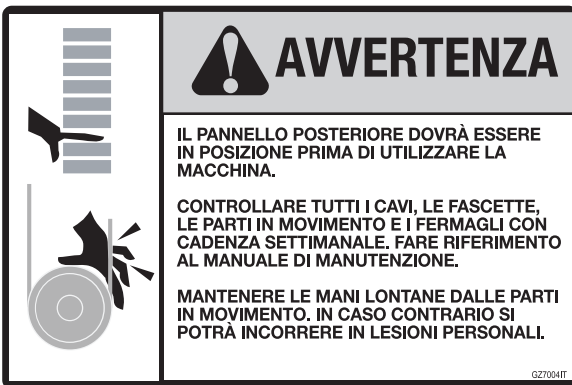 AVVERTENZA
IL PANNELLO POSTERIORE DOVRÀ ESSERE
IN POSIZIONE PRIMA DI UTILIZZARE LA
MACCHINA.
CONTROLLARE TUTTI I CAVI, LE FASCETTE,
LE PARTI IN MOVIMENTO E I FERMAGLI CON
CADENZA SETTIMANALE. FARE RIFERIMENTO
AL MANUALE DI MANUTENZIONE.
MANTENERE LE MANI LONTANE DALLE PARTI
IN MOVIMENTO. IN CASO CONTRARIO SI
POTRÀ INCORRERE IN LESIONI PERSONALI.
GZ7004IT